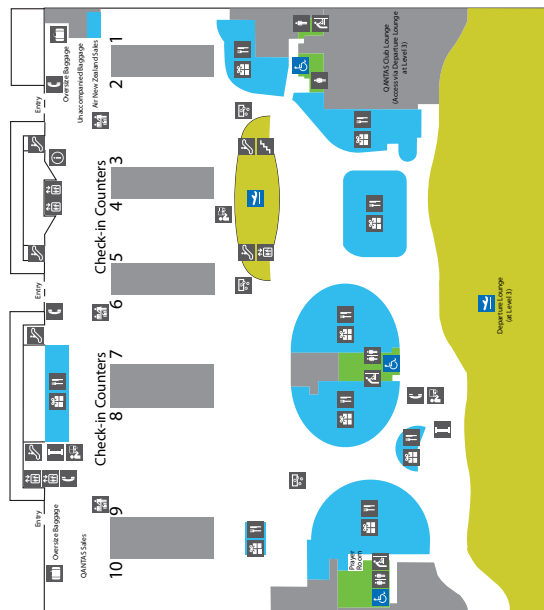 Entry
Oversize Baggage
Unaccompanied Baggage
Air New Zealand Sales
1
2
3
4
Check-in Counters
5
6
Entry
7
8
Check-in Counters
9
10
Entry
Oversize Baggage
QANTAS Sales
QANTAS Club Lounge
(Access via Departure Lounge
at Level 3)
Departure Lounge
(at Level 3)
Prayer
Room